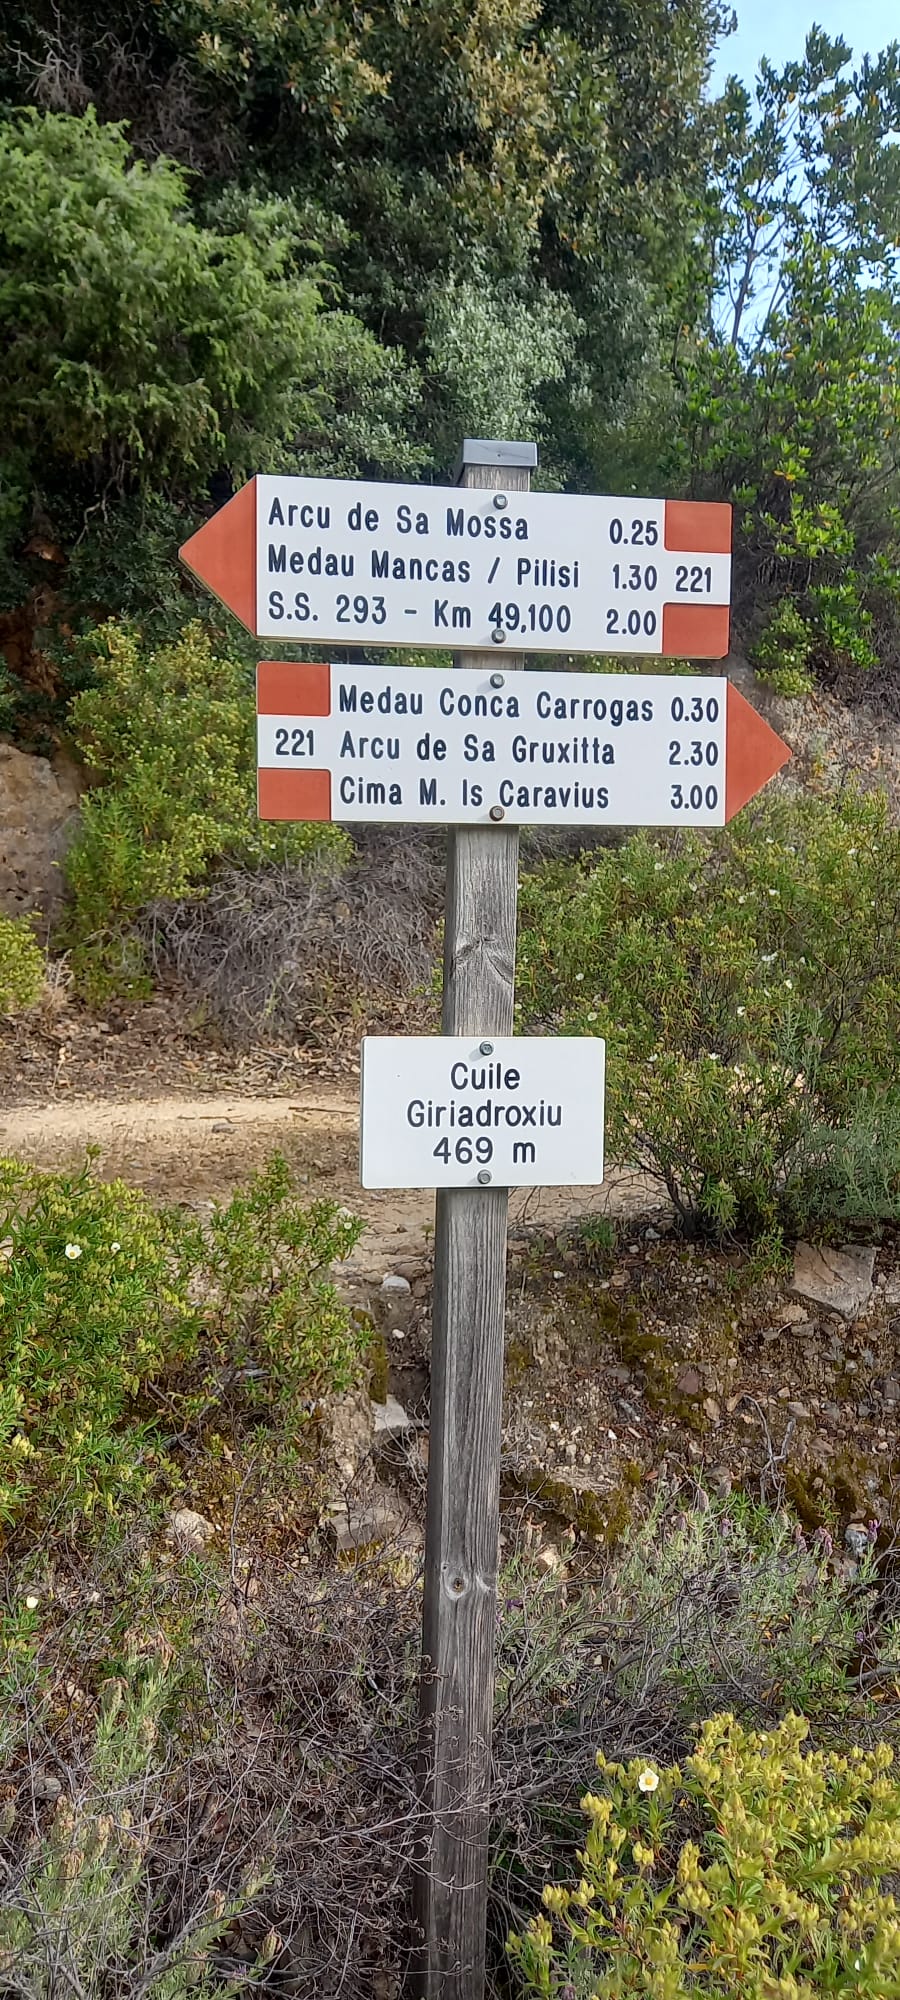 Arcu de Sa Mossa 0.25
Medau Mancas / Pilisi 1.30 221
S.S. 293 - Km 49,100 2.00
Medau Conca Carrogas 0.30
221 Arcu de Sa Gruxitta 2.30
Cima M. Is Caravius 3.00
Cuile
Giriadroxiu
469 m